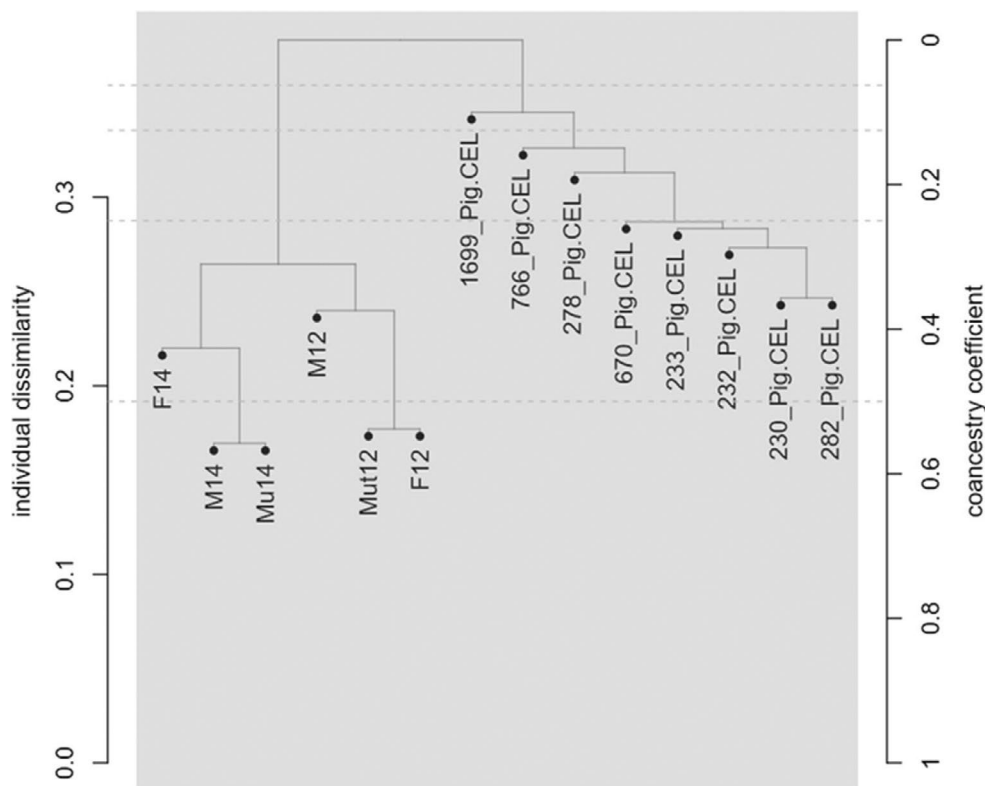 individual dissimilarity
0.3
0.2
0.1
0.0
F14
M14
Mu14
M12
Mut12
F12
1699_Pig.CEL
766_Pig.CEL
278_Pig.CEL
670_Pig.CEL
233_Pig.CEL
232_Pig.CEL
230_Pig.CEL
282_Pig.CEL
0
0.2
0.4
0.6
0.8
1
coancestry coefficient